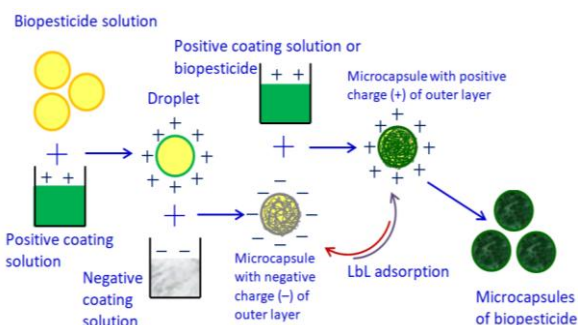 Biopesticide solution
Positive coating solution or
biopesticide
Microcapsule with positive
charge (+) of outer layer
Droplet
Positive coating
solution
Negative
coating
solution
Microcapsule
with negative
charge (–) of
outer layer
LbL adsorption
Microcapsules
of biopesticide